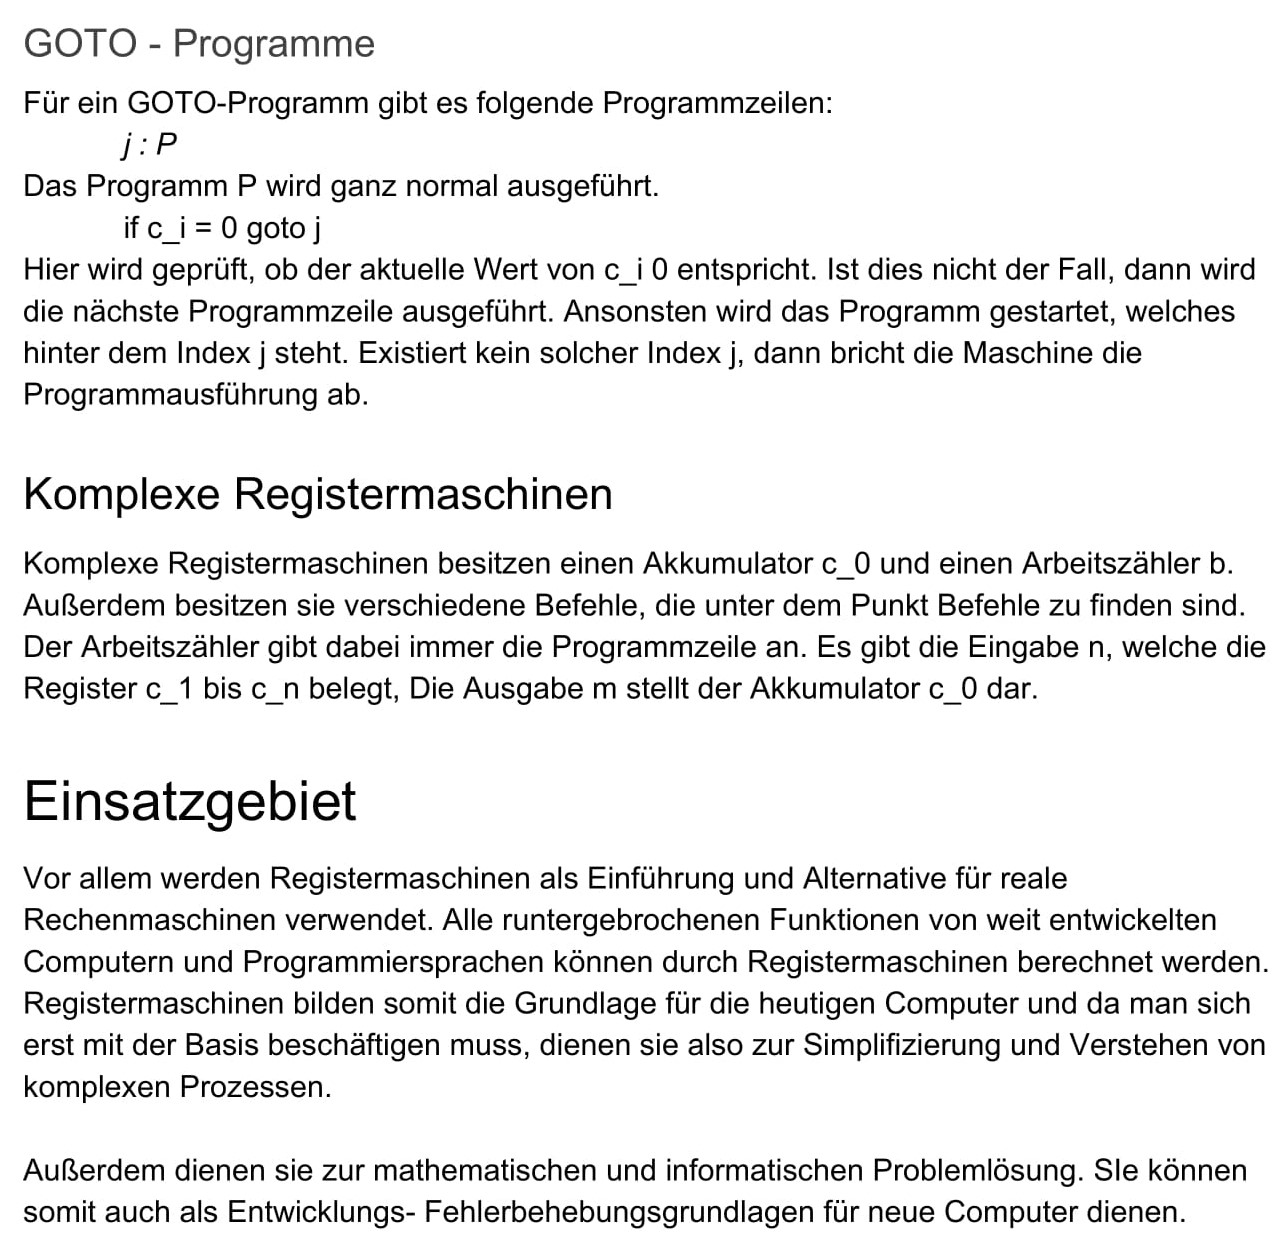 GOTO - Programme
Für ein GOTO-Programm gibt es folgende Programmzeilen:
j : P
Das Programm P wird ganz normal ausgeführt.
if c_i = 0 goto j
Hier wird geprüft, ob der aktuelle Wert von c_i 0 entspricht. Ist dies nicht der Fall, dann wird
die nächste Programmzeile ausgeführt. Ansonsten wird das Programm gestartet, welches
hinter dem Index j steht. Existiert kein solcher Index j, dann bricht die Maschine die
Programmausführung ab.
Komplexe Registermaschinen
Komplexe Registermaschinen besitzen einen Akkumulator c_0 und einen Arbeitszähler b.
Außerdem besitzen sie verschiedene Befehle, die unter dem Punkt Befehle zu finden sind.
Der Arbeitszähler gibt dabei immer die Programmzeile an. Es gibt die Eingabe n, welche die
Register c_1 bis c_n belegt, Die Ausgabe m stellt der Akkumulator c_0 dar.
Einsatzgebiet
Vor allem werden Registermaschinen als Einführung und Alternative für reale
Rechenmaschinen verwendet. Alle runtergebrochenen Funktionen von weit entwickelten
Computern und Programmiersprachen können durch Registermaschinen berechnet werden.
Registermaschinen bilden somit die Grundlage für die heutigen Computer und da man sich
erst mit der Basis beschäftigen muss, dienen sie also zur Simplifizierung und Verstehen von
komplexen Prozessen.
Außerdem dienen sie zur mathematischen und informatischen Problemlösung. SIe können
somit auch als Entwicklungs- Fehlerbehebungsgrundlagen für neue Computer dienen.